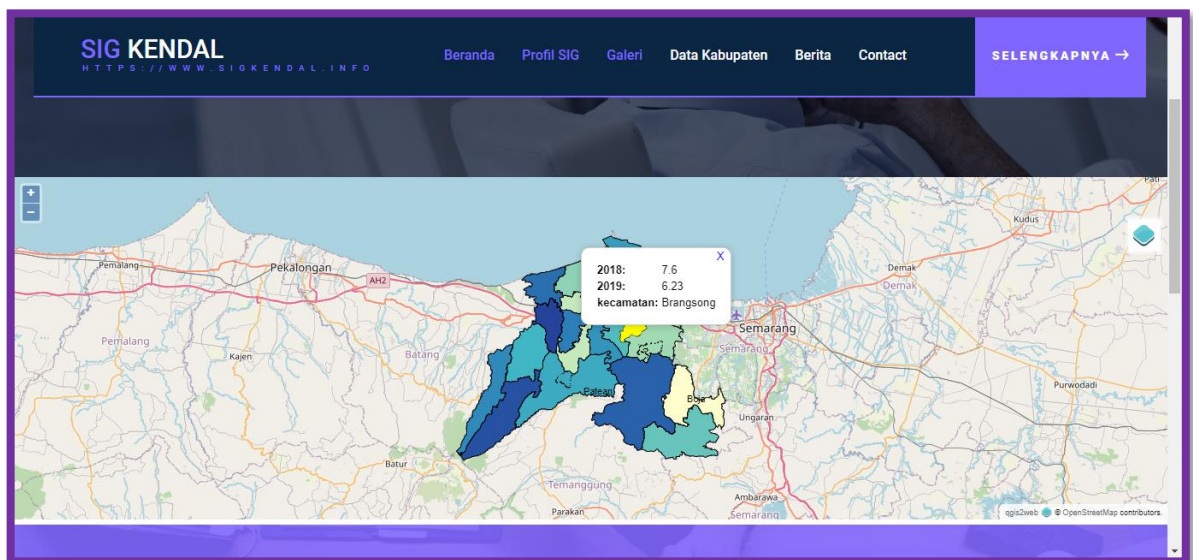 SIG KENDAL
HTTPS://WWW.SIGKENDAL.INFO
Beranda Profil SIG Galeri Data Kabupaten Berita Contact
SELENGKAPNYA →
+
−
Pati
Kudus
X
2018: 7.6
2019: 6.23
kecamatan: Brangsong
Pemalang
Pekalongan
AH2
Demak
Demak
Semarang
Pemalang
Kajen
Batang
Semarang
Patean
Boja
Purwodadi
Ungaran
Batur
Temanggung
Ambarawa
Parakan
Semarang
qgis2web © OpenStreetMap contributors.